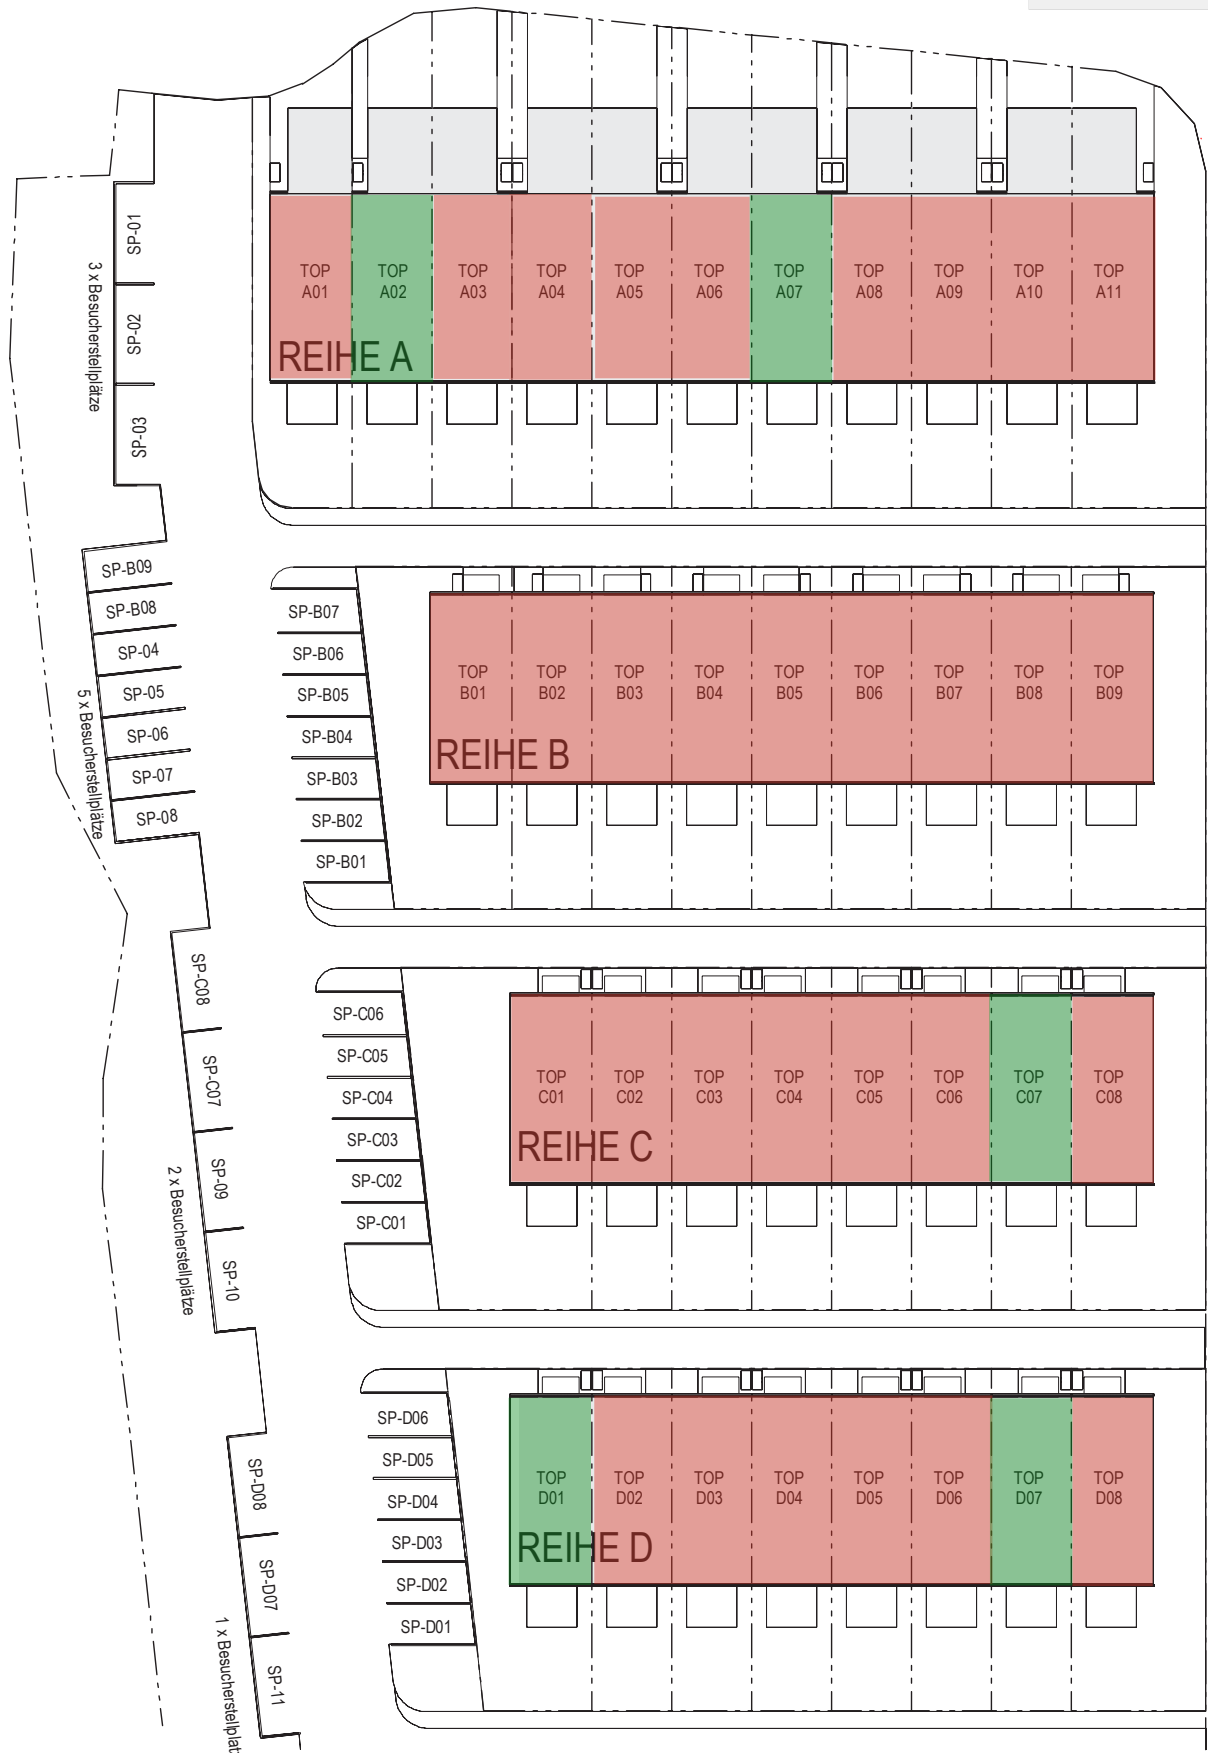 SP-01
SP-02
SP-03
3 x Besucherstellplätze
TOP
A01
TOP
A02
TOP
A03
TOP
A04
TOP
A05
TOP
A06
TOP
A07
TOP
A08
TOP
A09
TOP
A10
TOP
A11
REIHE A
SP-B09
SP-B08
SP-04
SP-05
SP-06
SP-07
SP-08
5 x Besucherstellplätze
SP-B07
SP-B06
SP-B05
SP-B04
SP-B03
SP-B02
SP-B01
TOP
B01
TOP
B02
TOP
B03
TOP
B04
TOP
B05
TOP
B06
TOP
B07
TOP
B08
TOP
B09
REIHE B
SP-C08
SP-C07
SP-09
SP-10
2 x Besucherstellplätze
SP-C06
SP-C05
SP-C04
SP-C03
SP-C02
SP-C01
TOP
C01
TOP
C02
TOP
C03
TOP
C04
TOP
C05
TOP
C06
TOP
C07
TOP
C08
REIHE C
SP-D08
SP-D07
SP-11
1 x Besucherstellplat
SP-D06
SP-D05
SP-D04
SP-D03
SP-D02
SP-D01
TOP
D01
TOP
D02
TOP
D03
TOP
D04
TOP
D05
TOP
D06
TOP
D07
TOP
D08
REIHE D